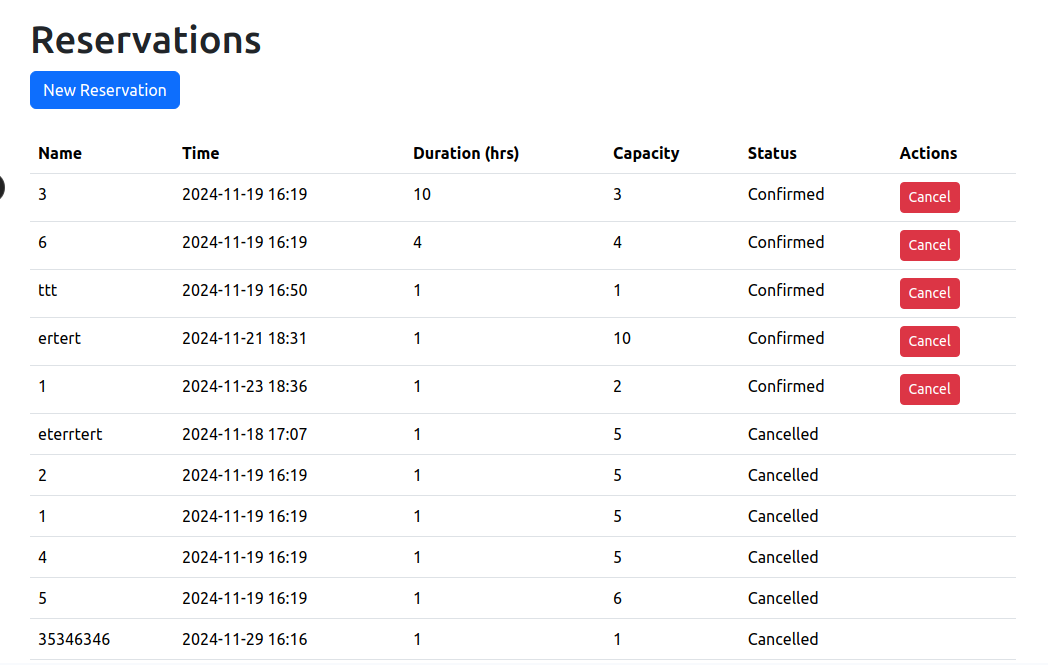 Reservations
New Reservation
Name Time Duration (hrs) Capacity Status Actions
3 2024-11-19 16:19 10 3 Confirmed Cancel
6 2024-11-19 16:19 4 4 Confirmed Cancel
ttt 2024-11-19 16:50 1 1 Confirmed Cancel
ertert 2024-11-21 18:31 1 10 Confirmed Cancel
1 2024-11-23 18:36 1 2 Confirmed Cancel
eterrtert 2024-11-18 17:07 1 5 Cancelled
2 2024-11-19 16:19 1 5 Cancelled
1 2024-11-19 16:19 1 5 Cancelled
4 2024-11-19 16:19 1 5 Cancelled
5 2024-11-19 16:19 1 6 Cancelled
35346346 2024-11-29 16:16 1 1 Cancelled